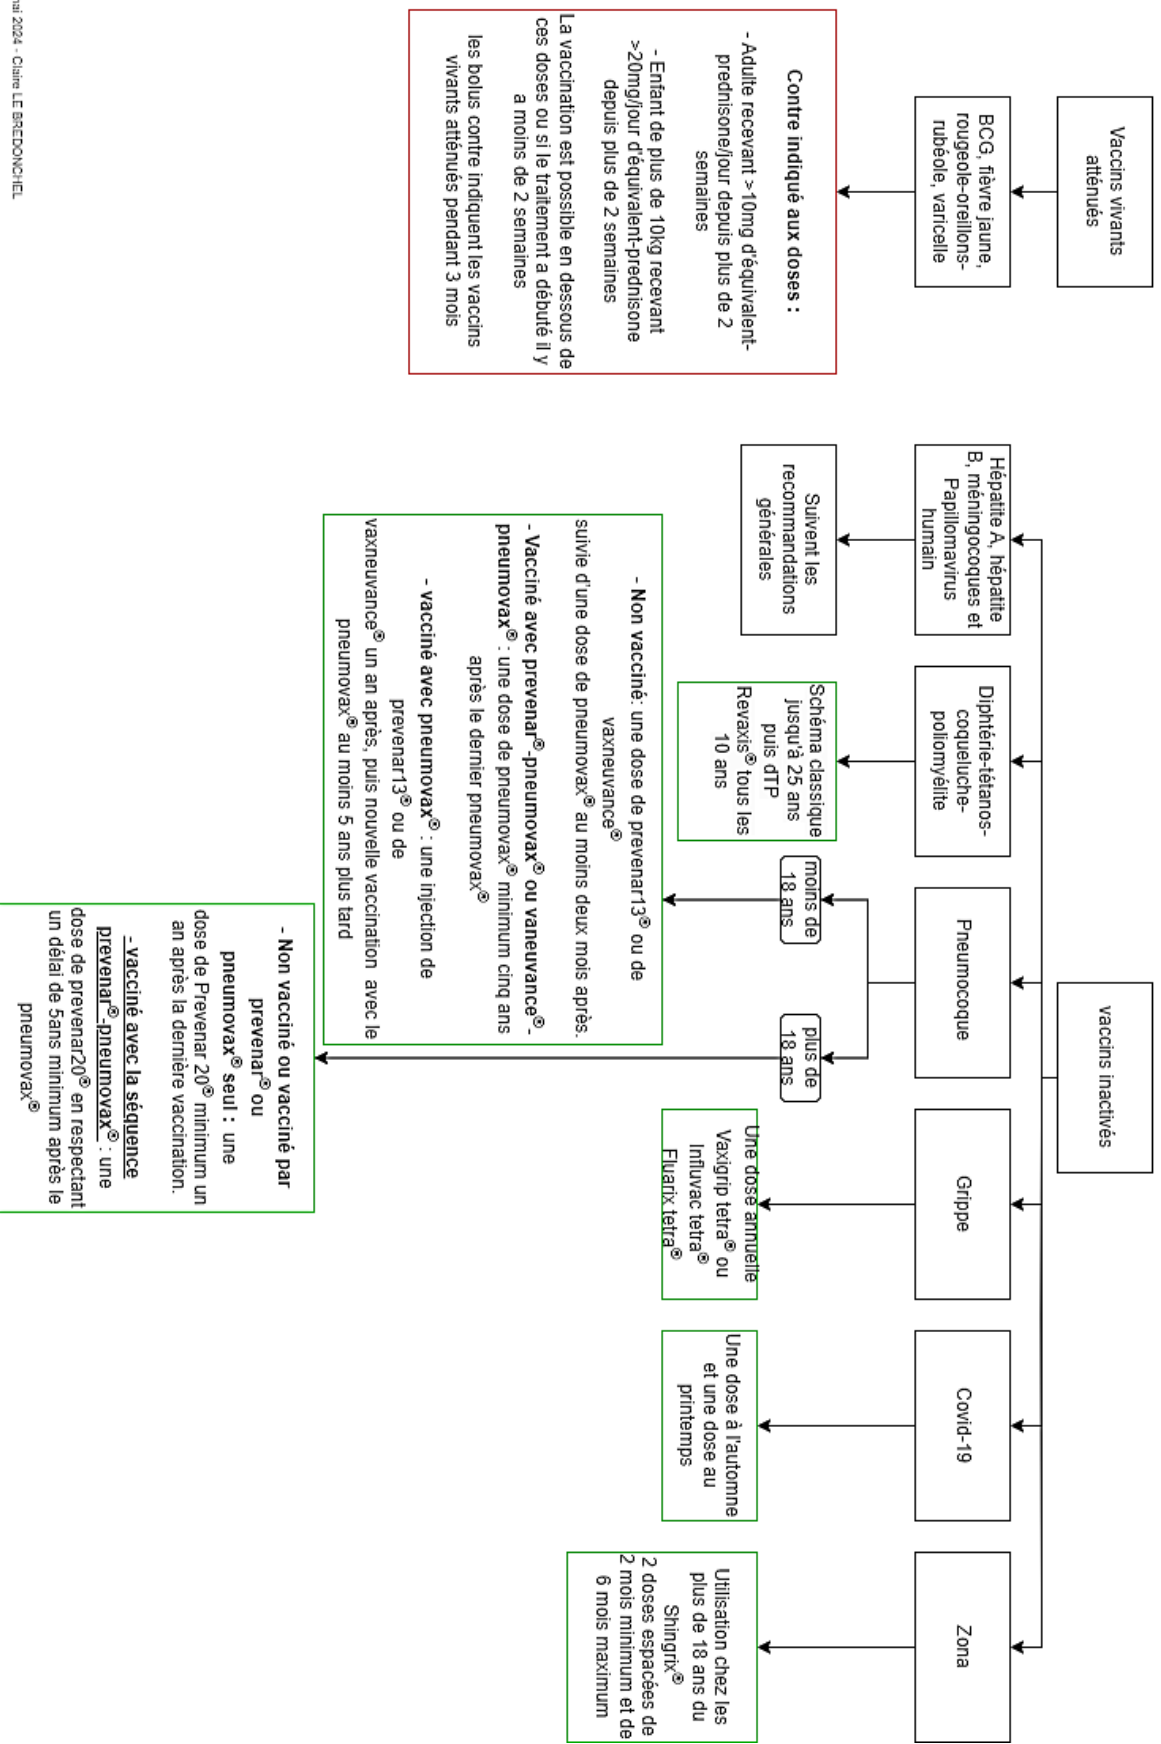 Vaccins vivants
atténués
BCG, fièvre jaune,
rougeole-oreillons-
rubéole, varicelle
Contre indiqué aux doses :
- Adulte recevant >10mg d'équivalent-
prednisone/jour depuis plus de 2
semaines
- Enfant de plus de 10kg recevant
>20mg/jour d'équivalent-prednisone
depuis plus de 2 semaines
La vaccination est possible en dessous de
ces doses ou si le traitement a débuté il y
a moins de 2 semaines
les bolus contre indiquent les vaccins
vivants atténués pendant 3 mois
vaccins inactivés
Hépatite A, hépatite
B, méningocoques et
Papillomavirus
humain
Suivent les
recommandations
générales
Diphtérie-tétanos-
coqueluche-
poliomyélite
Schéma classique
jusqu'à 25 ans
puis dTP
Revaxis® tous les
10 ans
Pneumocoque
moins de
18 ans
- Non vacciné: une dose de prevenar13® ou de
vaxneuvance®
suivie d'une dose de pneumovax® au moins deux mois après.
- Vacciné avec prevenar®-pneumovax® ou vaneuvance®-
pneumovax® : une dose de pneumovax® minimum cinq ans
après le dernier pneumovax®
- vacciné avec pneumovax® : une injection de
prevenar13® ou de
vaxneuvance® un an après, puis nouvelle vaccination avec le
pneumovax® au moins 5 ans plus tard
plus de
18 ans
- Non vacciné ou vacciné par
prevenar® ou
pneumovax® seul : une
dose de Prevenar 20® minimum un
an après la dernière vaccination.
- vacciné avec la séquence
prevenar®-pneumovax® : une
dose de prevenar20® en respectant
un délai de 5ans minimum après le
pneumovax®
Grippe
Une dose annuelle
Vaxigrip tetra® ou
Influvac tetra®
Fluarix tetra®
Covid-19
Une dose à l'automne
et une dose au
printemps
Zona
Utilisation chez les
plus de 18 ans du
Shingrix®
2 doses espacées de
2 mois minimum et de
6 mois maximum
2024 - Claire LE BREDONCHEL